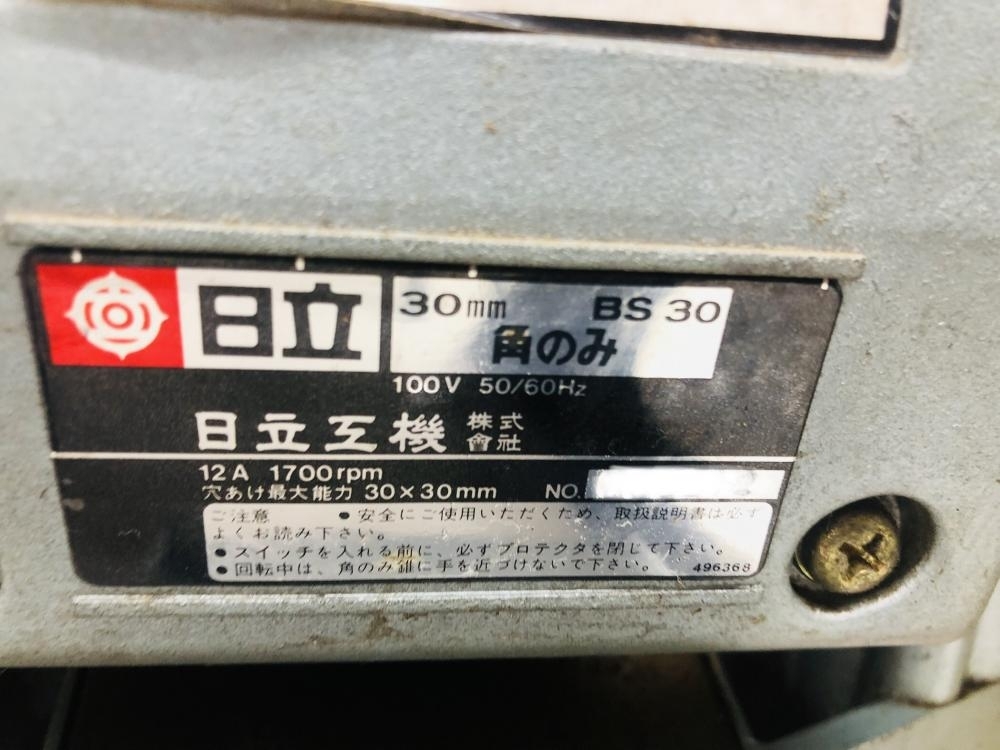 日立
30mm BS 30
角のみ
100V 50/60Hz
日立工機 株式會社
12A 1700rpm
穴あけ最大能力 30×30mm NO.
ご注意 ●安全にご使用いただくため、取扱説明書は必ず
よくお読み下さい。
●スイッチを入れる前に、必ずプロテクタを閉じて下さい。
●回転中は、角のみ錐に手を近づけないで下さい。 496368